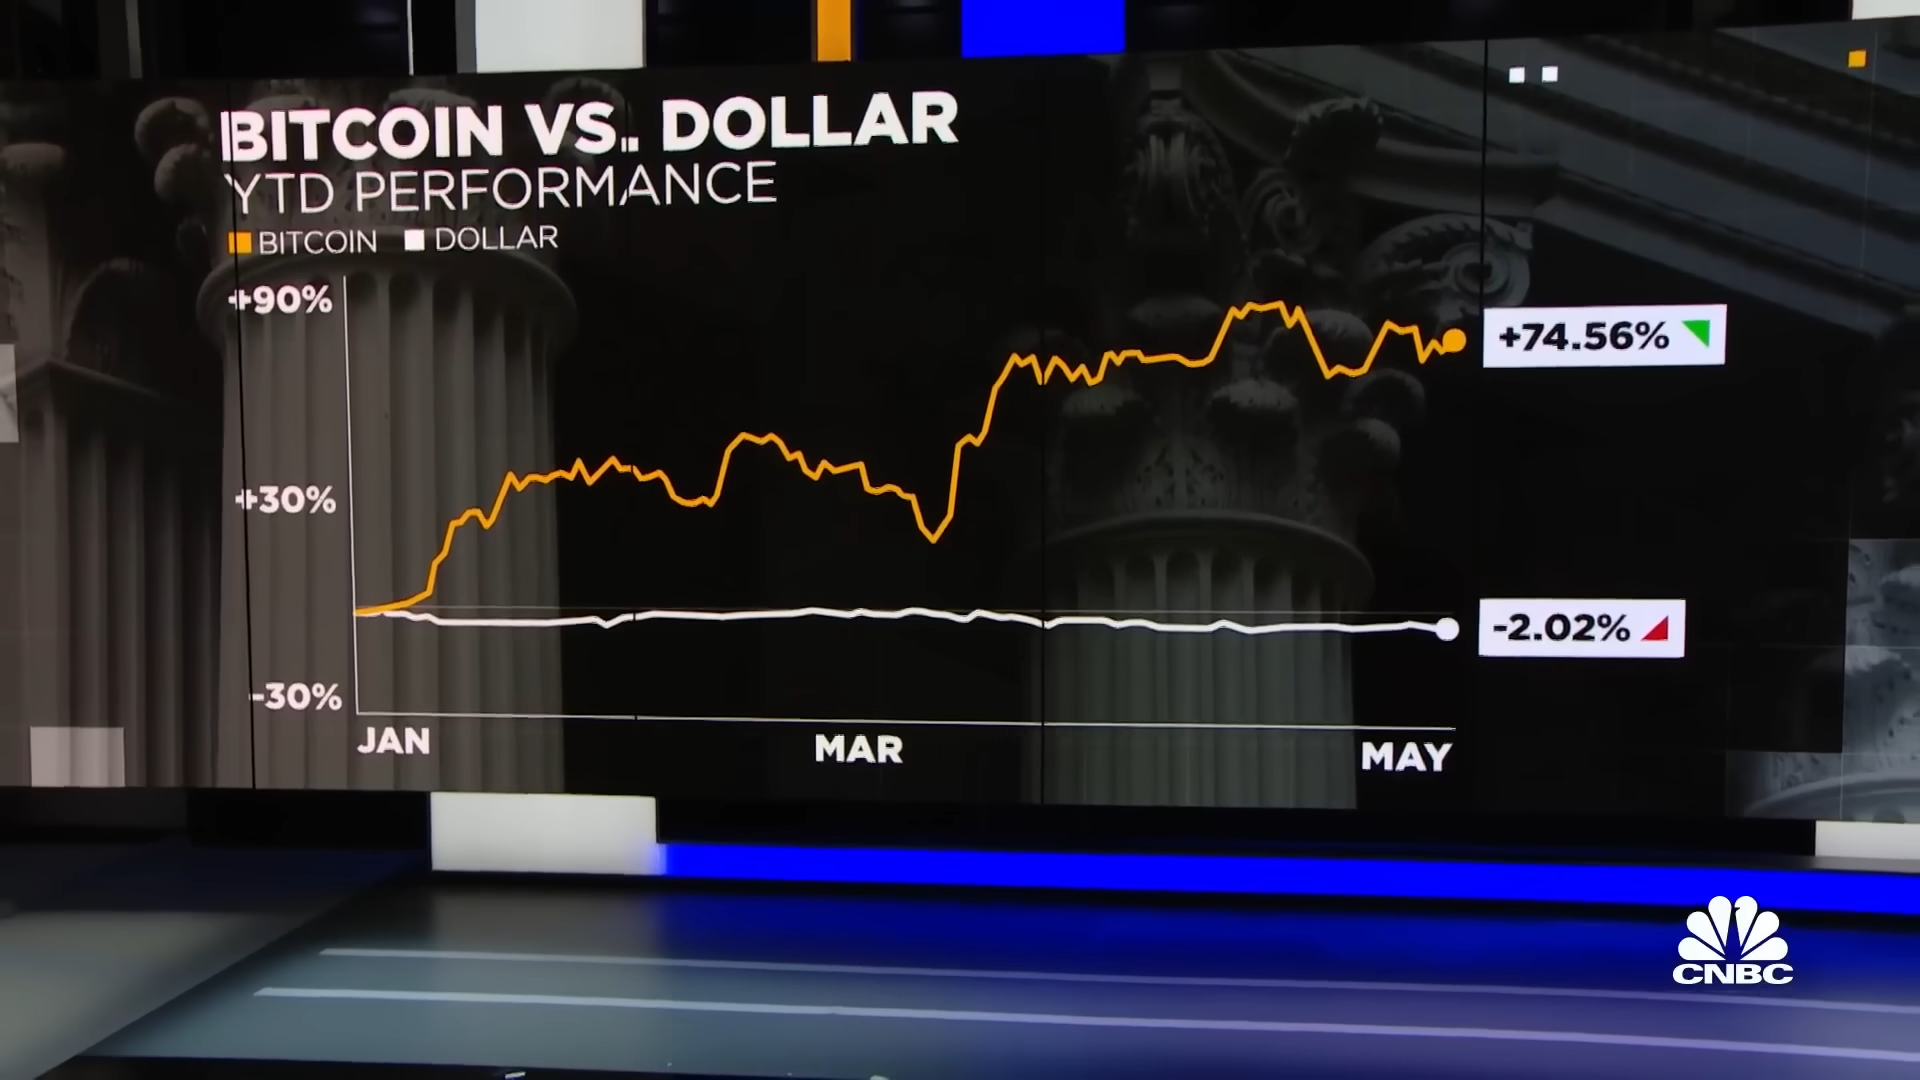 BITCOIN VS. DOLLAR
YTD PERFORMANCE
BITCOIN DOLLAR
+90%
+74.56%
+30%
-2.02%
-30%
JAN MAR MAY
CNBC